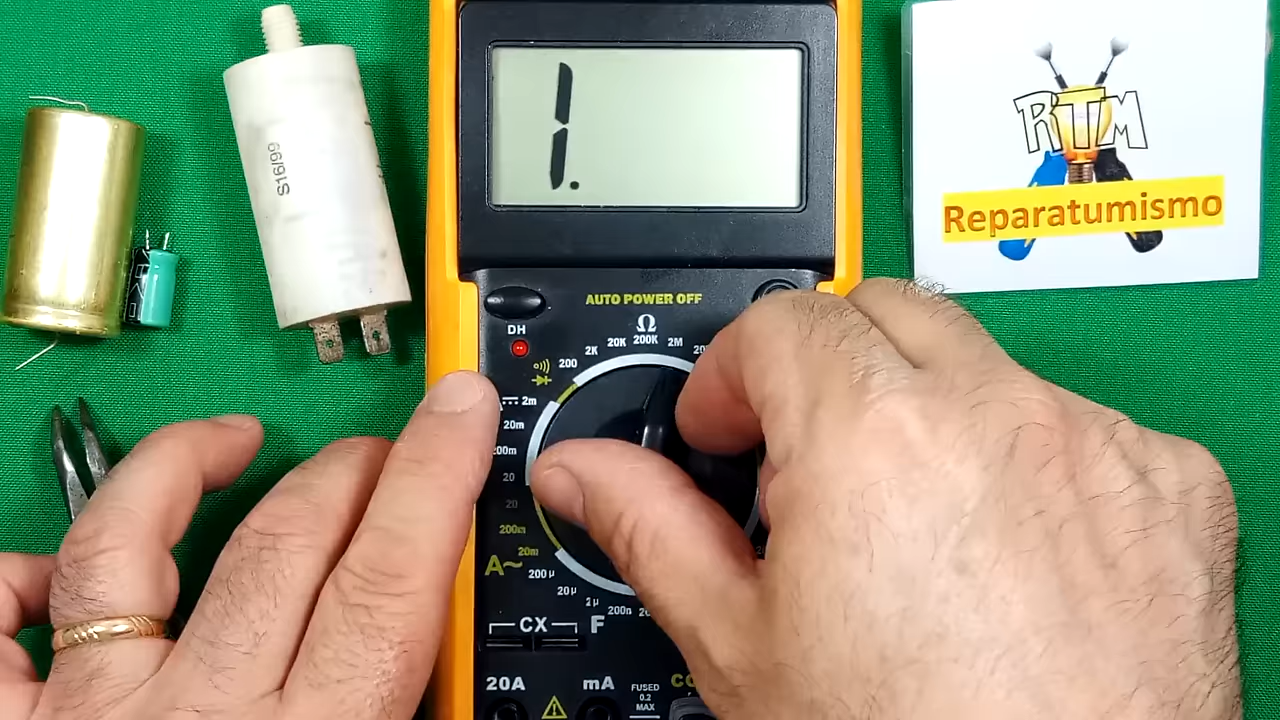 1.
RTM
Reparatumismo
S16/99
AUTO POWER OFF
DH
Ω
200
2K
20K
200K
2M
2m
20m
200m
20
20
200m
20m
A~
200µ
20µ
2µ
200n
F
CX
20A
mA
FUSED
0.2
MAX